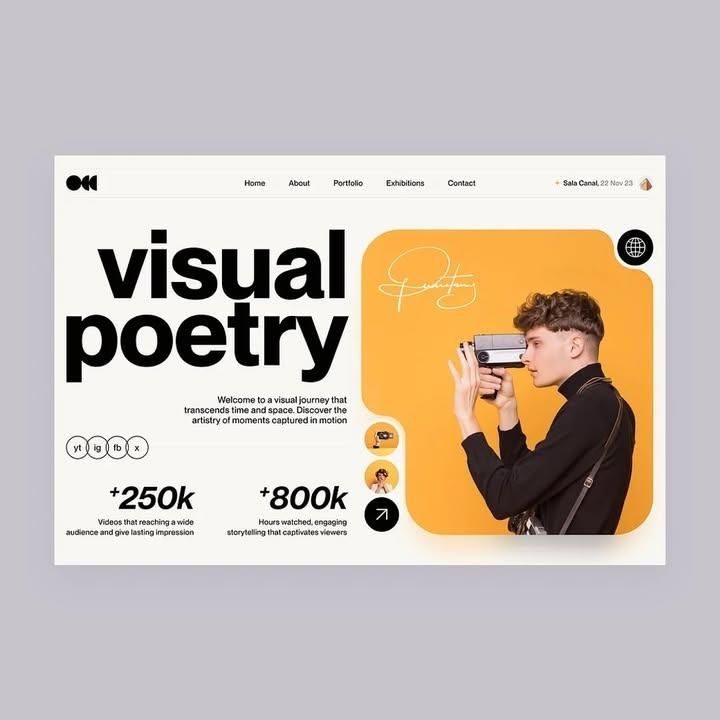 Home About Portfolio Exhibitions Contact
Sala Canal, 22 Nov 23
visual
poetry
Welcome to a visual journey that
transcends time and space. Discover the
artistry of moments captured in motion
yt ig fb x
+250k
Videos that reaching a wide
audience and give lasting impression
+800k
Hours watched, engaging
storytelling that captivates viewers